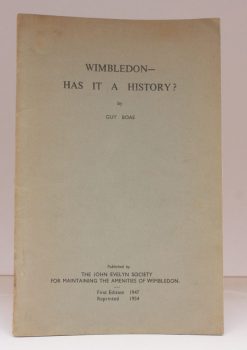 WIMBLEDON—
HAS IT A HISTORY?
by
GUY BOAS
Published by
THE JOHN EVELYN SOCIETY
FOR MAINTAINING THE AMENITIES OF WIMBLEDON.
First Edition 1947
Reprinted 1954